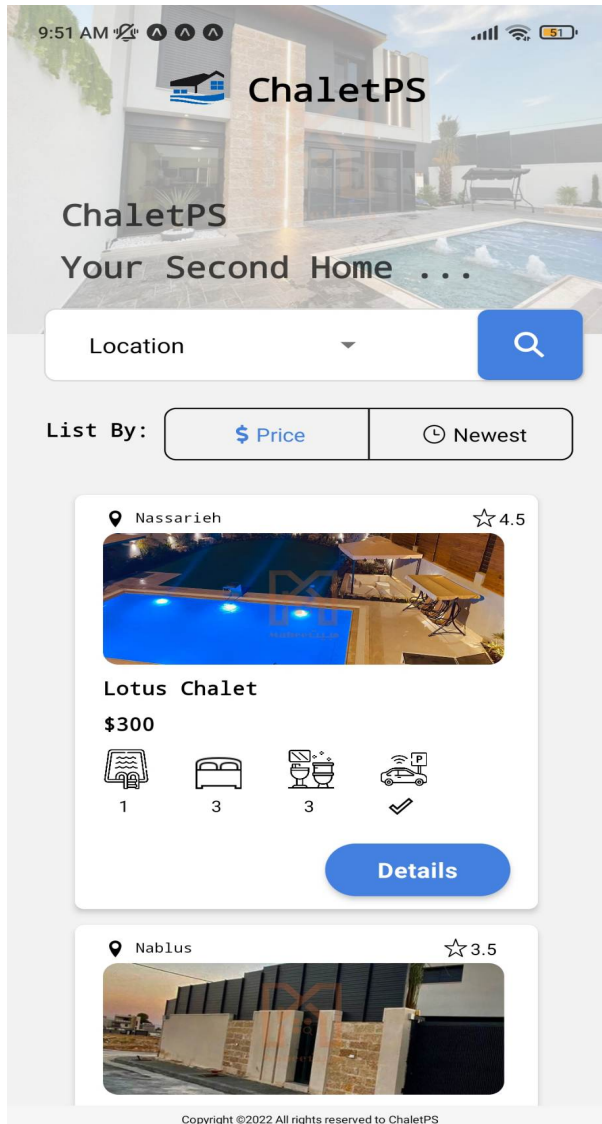 9:51 AM
51
ChaletPS
ChaletPS
Your Second Home ...
Location
List By:
$ Price
Newest
Nassarieh
4.5
Lotus Chalet
$300
P
1 3 3
Details
Nablus
3.5
Copyright ©2022 All rights reserved to ChaletPS